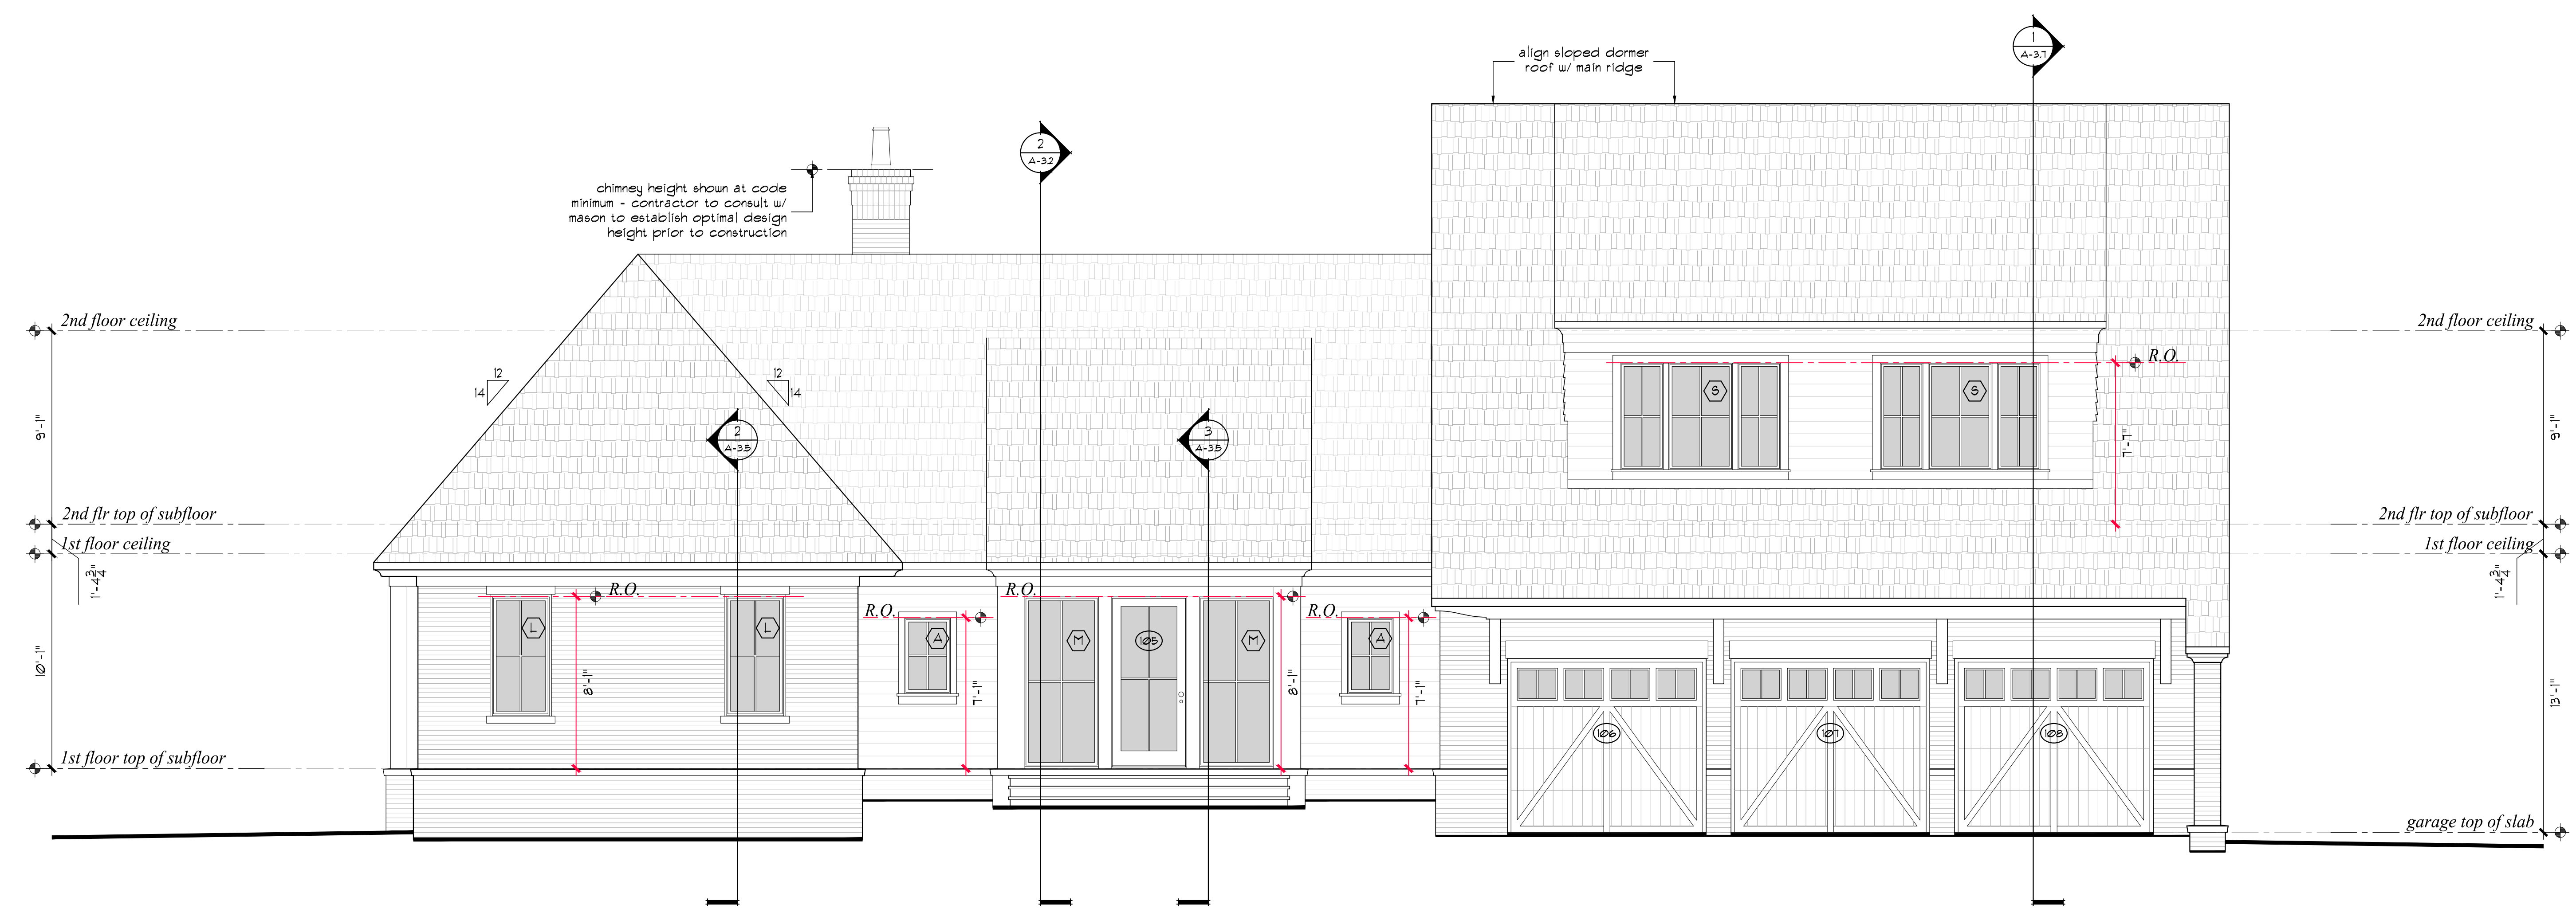 1
A-3.7
align sloped dormer
roof w/ main ridge
2
A-3.2
chimney height shown at code
minimum - contractor to consult w/
mason to establish optimal design
height prior to construction
2nd floor ceiling
2nd floor ceiling
R.O.
12
14
12
14
S
S
9'-1"
9'-1"
7'-7"
2
A-3.5
3
A-3.5
2nd flr top of subfloor
2nd flr top of subfloor
1st floor ceiling
1st floor ceiling
1'-4 3/4"
1'-4 3/4"
R.O.
R.O.
R.O.
R.O.
L
L
A
M
105
M
A
10'-1"
8'-1"
7'-1"
8'-1"
7'-1"
13'-1"
106
107
108
1st floor top of subfloor
garage top of slab